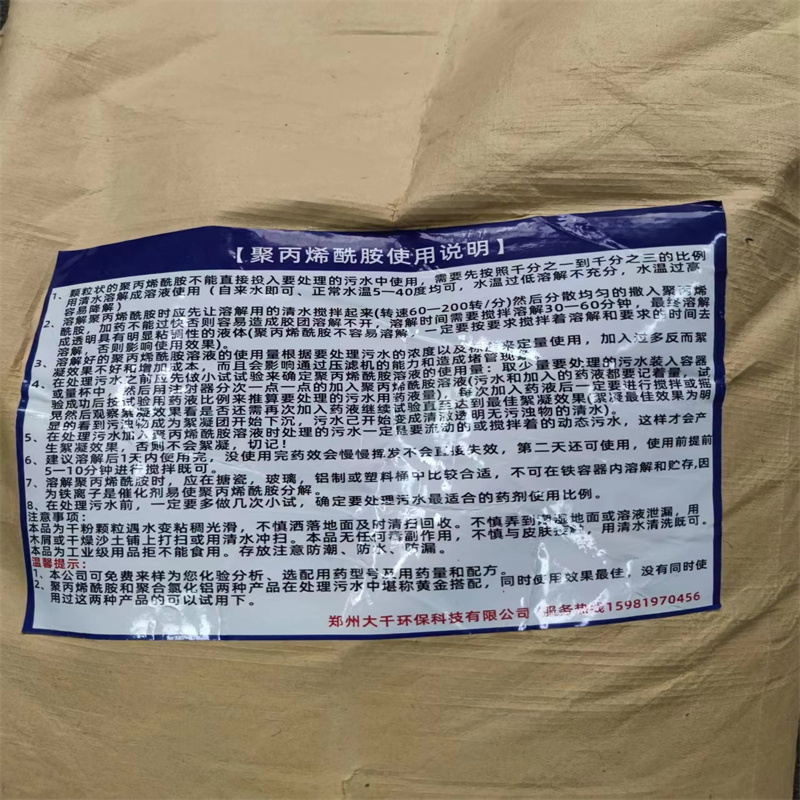 【聚丙烯酰胺使用说明】
1、颗粒状的聚丙烯酰胺不能直接投入要处理的污水中使用，需要先按照千分之一到千分之三的比例
用清水溶解成溶液使用（自来水即可、正常水温5—40度均可，水温过低溶解不充分，水温过高
容易降解）
2、溶解聚丙烯酰胺时应先让溶解用的清水搅拌起来(转速60—200转/分)然后分散均匀的撒入聚丙烯
酰胺，加药不能过快否则容易造成胶团溶解不开，溶解时间需要搅拌溶解30—60分钟，最终溶解
成透明具有明显粘稠性的液体(聚丙烯酰胺不容易溶解，一定要按要求搅拌着溶解和要求的时间去
溶解，否则影响使用效果)。
3、溶解好的聚丙烯酰胺溶液的使用量根据要处理污水的浓度以及 来定量使用，加入过多反而絮
凝效果不好和增加成本，而且会影响通过压滤机的能力和造成堵管现
4、在处理污水之前应先做小试试验来确定聚丙烯酰胺溶液的使用量：取少量要处理的污水装入容器
或量杯中，然后用注射器分次一点一点的加入聚丙烯酰胺溶液(污水和加入的药液都要记着量，试
验成功后按试验用药液比例来推算要处理的污水用药液量)，每次加入药液后一定要进行搅拌或摇
晃然后观察絮凝效果看是否还需再次加入药液继续试验直至达到最佳絮凝效果(絮凝最佳效果为明
显的看到污浊物成为絮凝团开始下沉，污水已开始变成清澈透明无污浊物的清水)。
5、在处理污水加入聚丙烯酰胺溶液时处理的污水一定是要流动的或搅拌着的动态污水，这样才会产
生絮凝效果，否则不会絮凝，切记！
6、建议溶解后1天内使用完，没使用完药效会慢慢挥发不会直接失效，第二天还可使用，使用前提前
5—10分钟进行搅拌既可。
7、溶解聚丙烯酰胺时，应在搪瓷，玻璃，铝制或塑料桶中比较合适，不可在铁容器内溶解和贮存,因
为铁离子是催化剂易使聚丙烯酰胺分解。
8、在处理污水前，一定要多做几次小试，确定要处理污水最适合的药剂使用比例。
注意事项：
本品为干粉颗粒遇水变粘稠光滑，不慎洒落地面及时清扫回收。不慎弄到潮湿地面或溶液泄漏，用
木屑或干燥沙土铺上打扫或用清水冲扫。本品无任何毒副作用，不慎与皮肤接触，用清水清洗既可。
本品为工业级用品拒不能食用。存放注意防潮、防水、防漏。
温馨提示：
1、本公司可免费来样为您化验分析、选配用药型号及用药量和配方。
2、聚丙烯酰胺和聚合氯化铝两种产品在处理污水中堪称黄金搭配，同时使用效果最佳，没有同时使
用过这两种产品的可以试用下。
郑州大千环保科技有限公司 服务热线15981970456